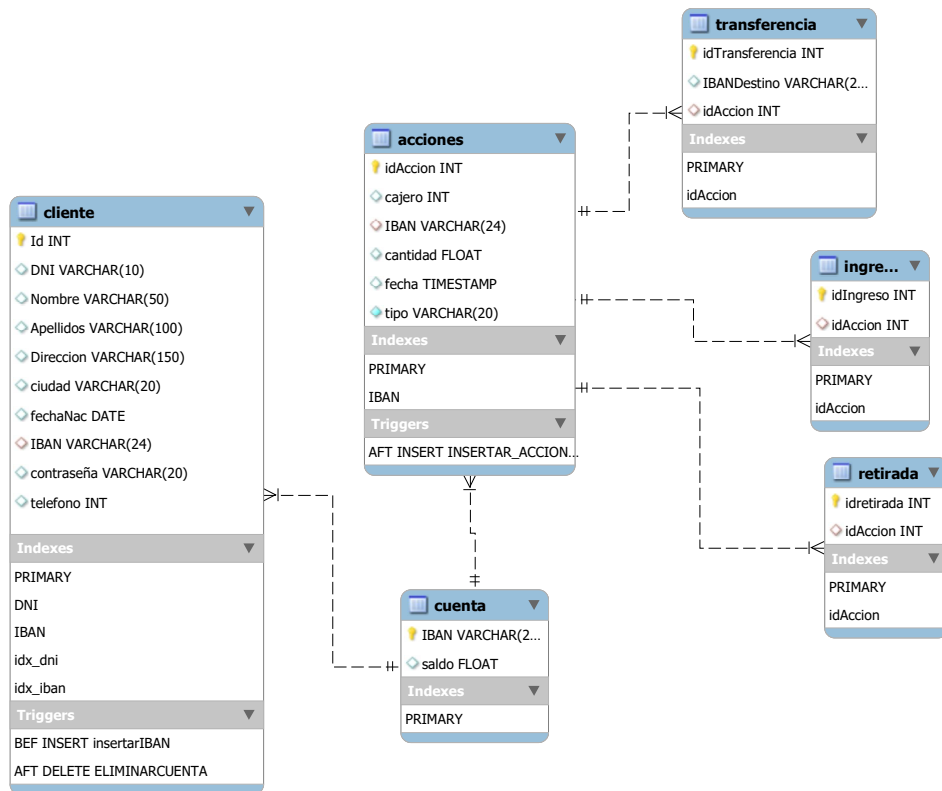 transferencia
idTransferencia INT
IBANDestino VARCHAR(2...
idAccion INT
Indexes
PRIMARY
idAccion
acciones
idAccion INT
cajero INT
IBAN VARCHAR(24)
cantidad FLOAT
fecha TIMESTAMP
tipo VARCHAR(20)
Indexes
PRIMARY
IBAN
Triggers
AFT INSERT INSERTAR_ACCION...
cliente
Id INT
DNI VARCHAR(10)
Nombre VARCHAR(50)
Apellidos VARCHAR(100)
Direccion VARCHAR(150)
ciudad VARCHAR(20)
fechaNac DATE
IBAN VARCHAR(24)
contraseña VARCHAR(20)
telefono INT
Indexes
PRIMARY
DNI
IBAN
idx_dni
idx_iban
Triggers
BEF INSERT insertarIBAN
AFT DELETE ELIMINARCUENTA
ingre...
idIngreso INT
idAccion INT
Indexes
PRIMARY
idAccion
retirada
idretirada INT
idAccion INT
Indexes
PRIMARY
idAccion
cuenta
IBAN VARCHAR(2...
saldo FLOAT
Indexes
PRIMARY